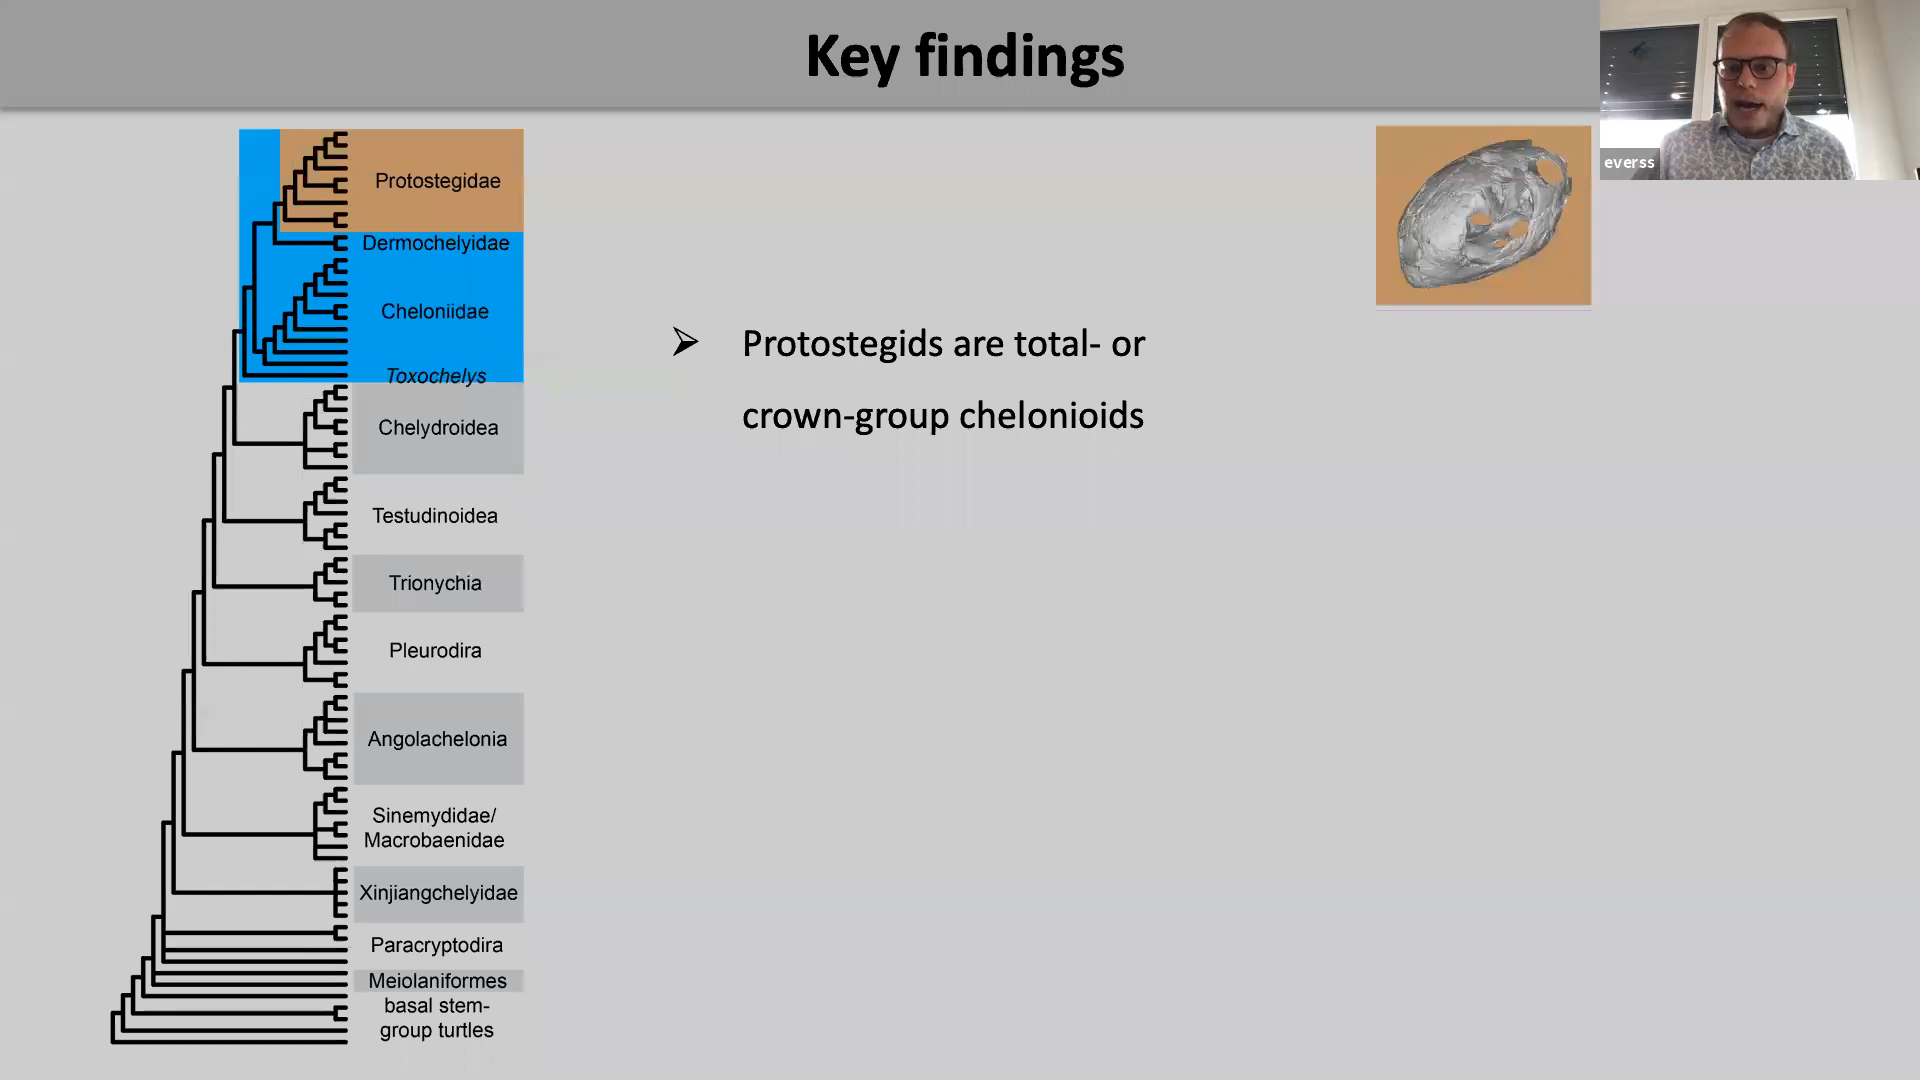 Key findings
everss
Protostegidae
Dermochelyidae
Cheloniidae
Toxochelys
Chelydroidea
Testudinoidea
Trionychia
Pleurodira
Angolachelonia
Sinemydidae/
Macrobaenidae
Xinjiangchelyidae
Paracryptodira
Meiolaniformes
basal stem-
group turtles
➢ Protostegids are total- or
crown-group chelonioids